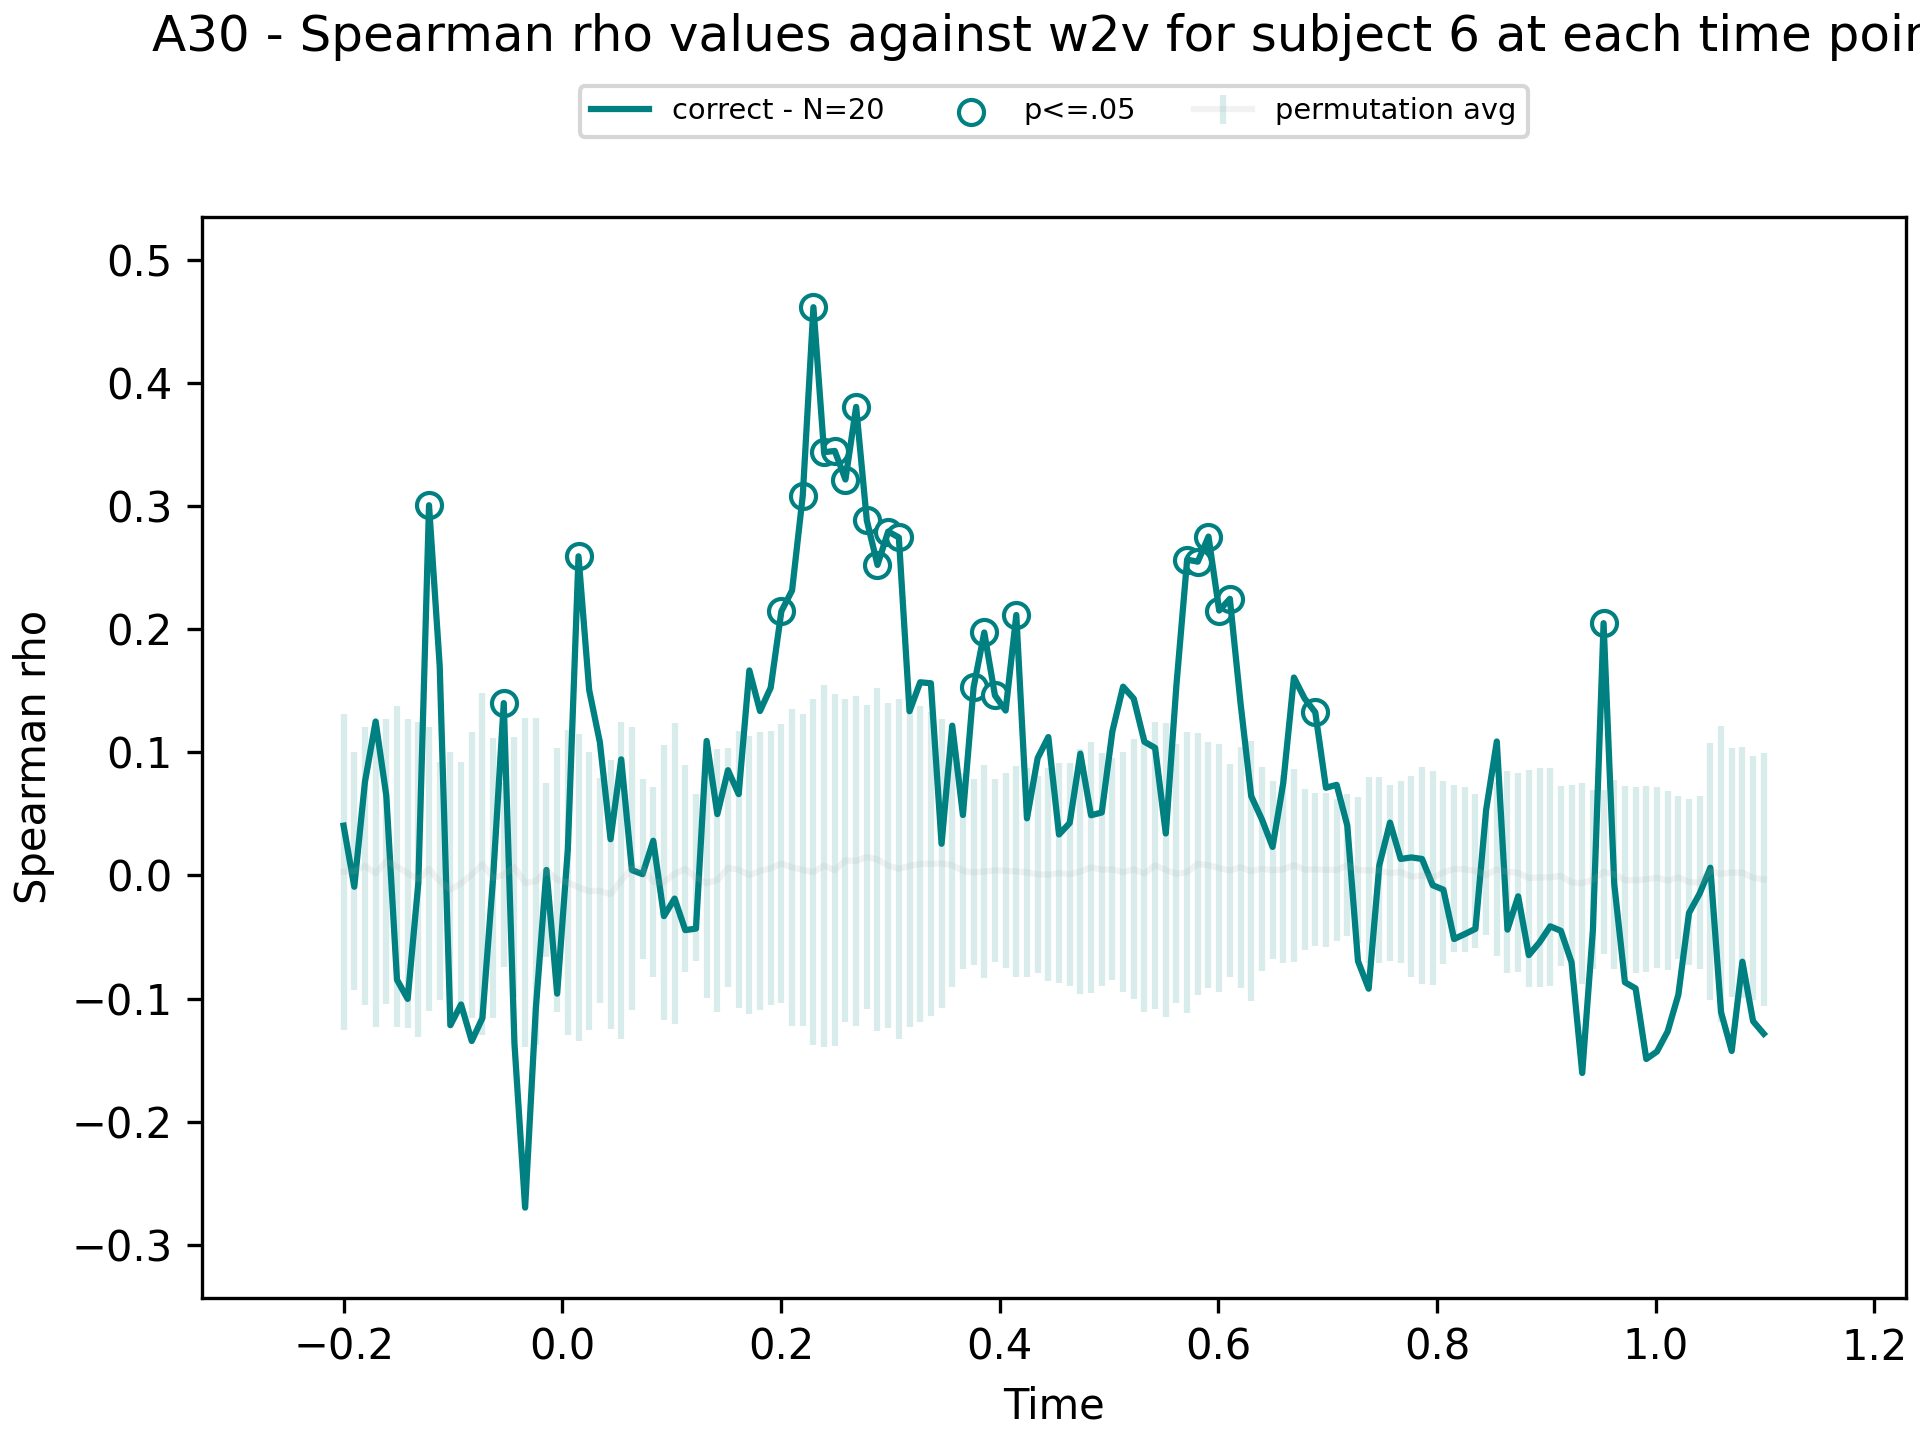 A30 - Spearman rho values against w2v for subject 6 at each time poin
correct - N=20 p<=.05 permutation avg
0.5
0.4
0.3
0.2
0.1
0.0
−0.1
−0.2
−0.3
Spearman rho
−0.2 0.0 0.2 0.4 0.6 0.8 1.0 1.2
Time